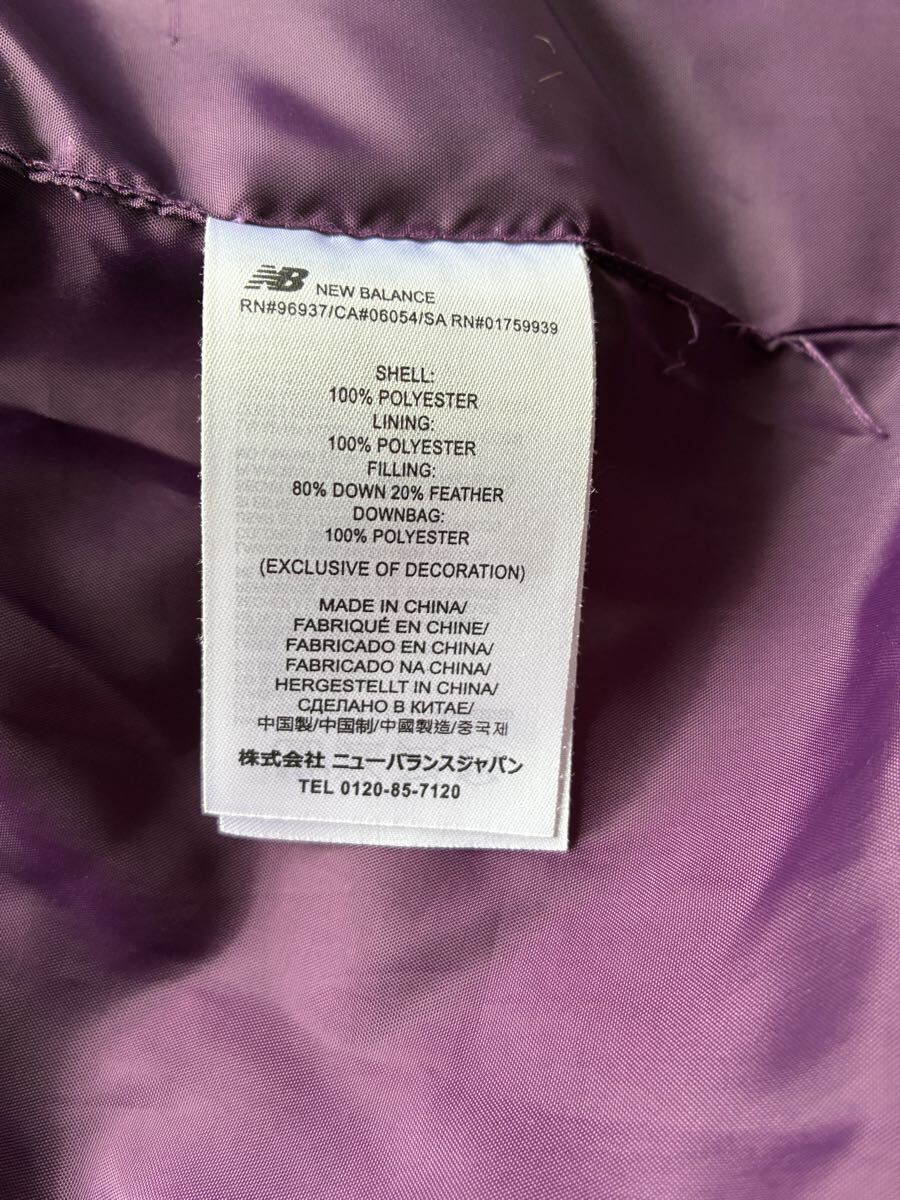 NB NEW BALANCE
RN#96937/CA#06054/SA RN#01759939
SHELL:
100% POLYESTER
LINING:
100% POLYESTER
FILLING:
80% DOWN 20% FEATHER
DOWNBAG:
100% POLYESTER
(EXCLUSIVE OF DECORATION)
MADE IN CHINA/
FABRIQUÉ EN CHINE/
FABRICADO EN CHINA/
FABRICADO NA CHINA/
HERGESTELLT IN CHINA/
СДЕЛАНО В КИТАЕ/
中国製/中国制/中國製造/중국제
株式会社 ニューバランスジャパン
TEL 0120-85-7120